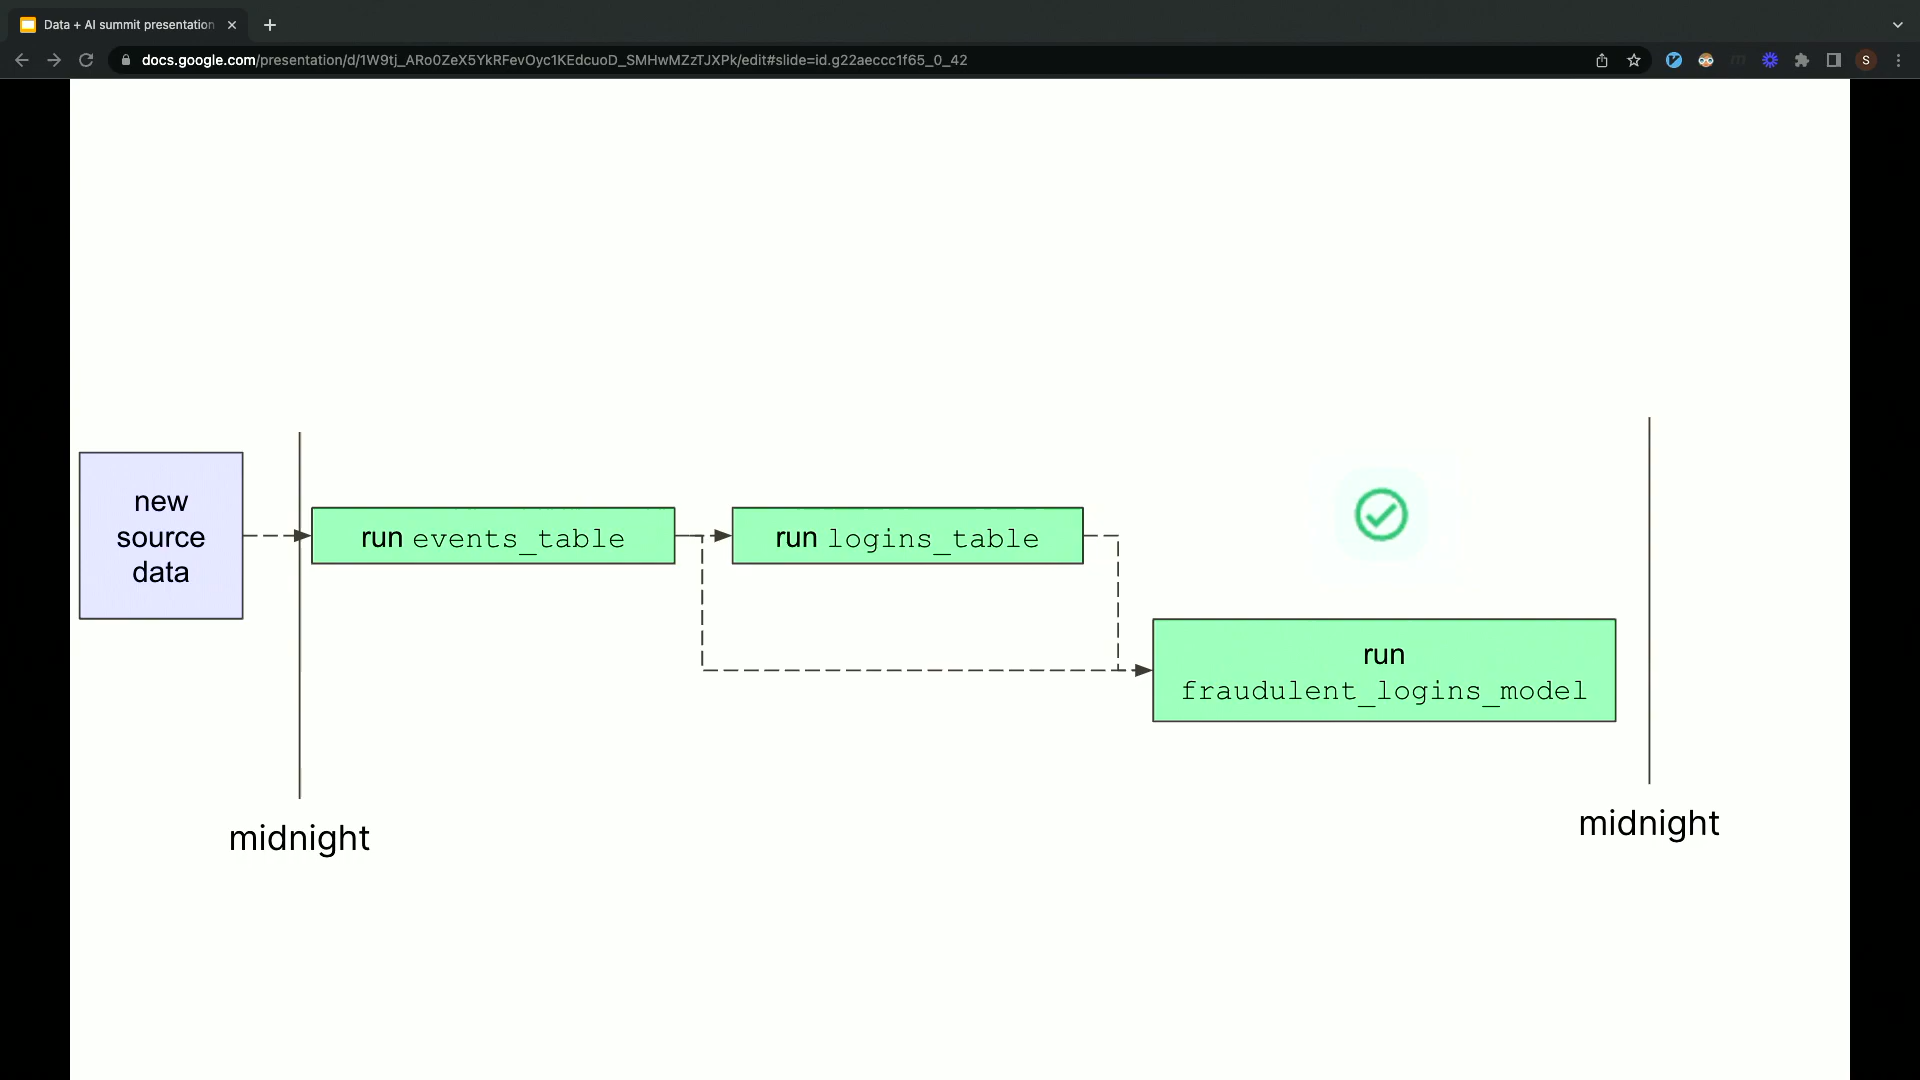 Data + AI summit presentation
docs.google.com/presentation/d/1W9tj_ARo0ZeX5YkRFevOyc1KEdcuoD_SMHwMZzTJXPk/edit#slide=id.g22aeccc1f65_0_42
S
new
source
data
run events_table
run logins_table
run
fraudulent_logins_model
midnight
midnight